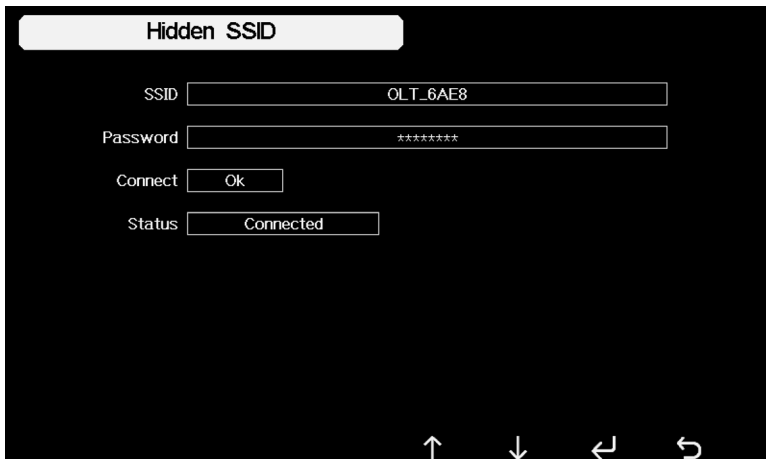 Hidden SSID
SSID OLT_6AE8
Password ********
Connect Ok
Status Connected